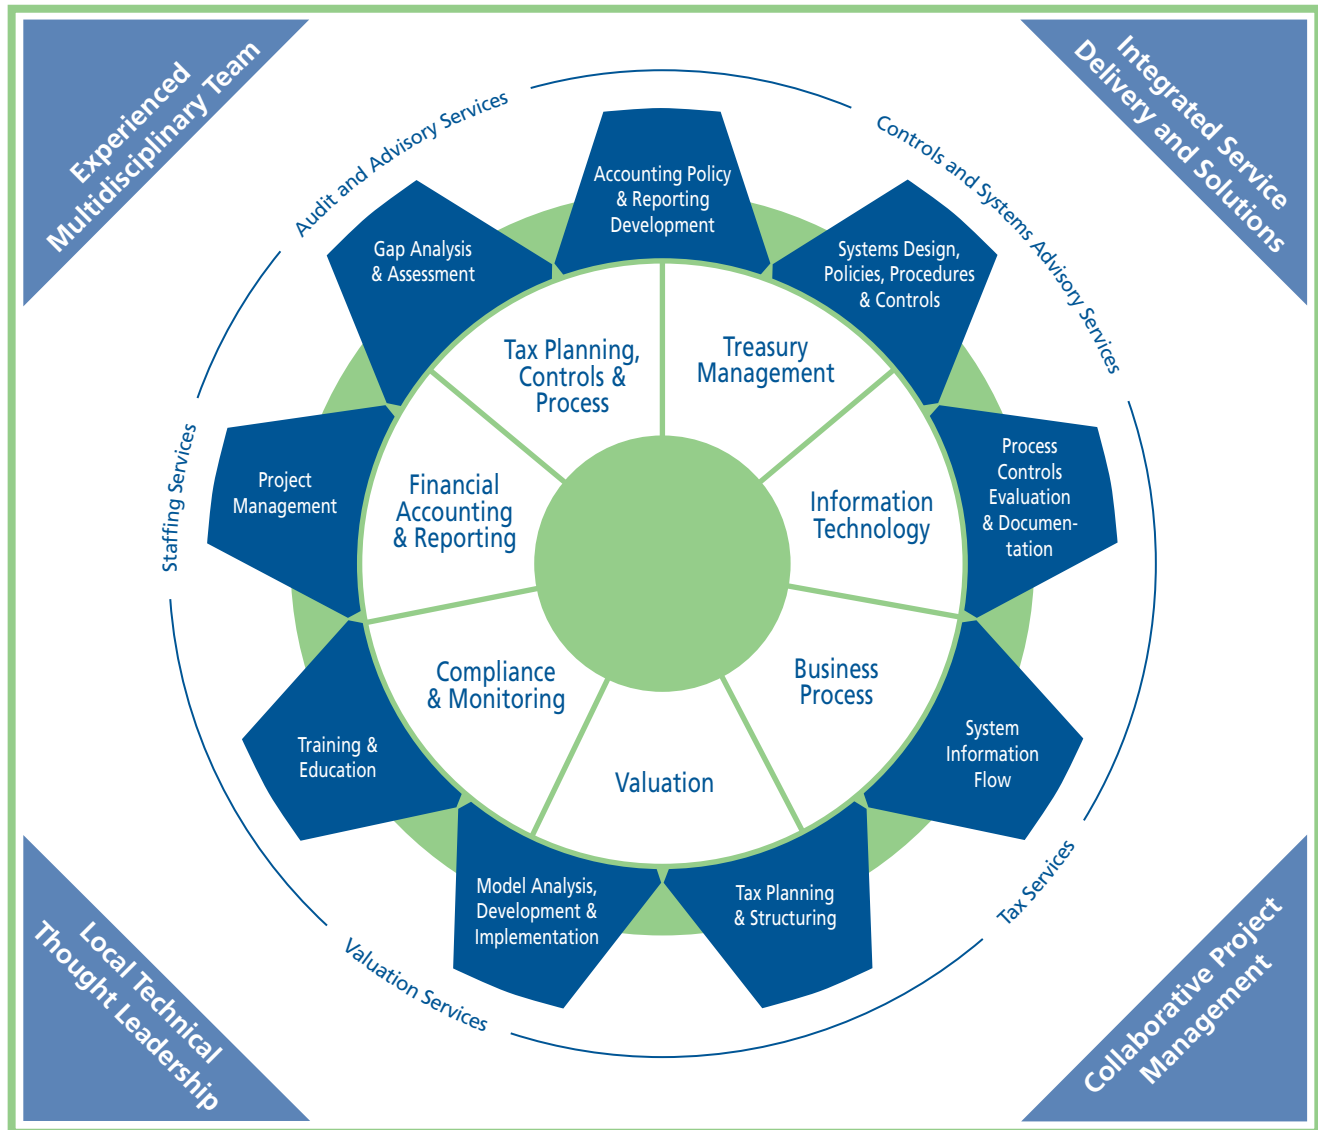 Experienced
Multidisciplinary Team
Integrated Service
Delivery and Solutions
Audit and Advisory Services
Controls and Systems Advisory Services
Accounting Policy
& Reporting
Development
Gap Analysis
& Assessment
Systems Design,
Policies, Procedures
& Controls
Tax Planning,
Controls &
Process
Treasury
Management
Staffing Services
Project
Management
Financial
Accounting
& Reporting
Information
Technology
Process
Controls
Evaluation
& Documen-
tation
Compliance
& Monitoring
Business
Process
Training &
Education
Valuation
System
Information
Flow
Model Analysis,
Development &
Implementation
Tax Planning
& Structuring
Tax Services
Valuation Services
Local Technical
Thought Leadership
Collaborative Project
Management